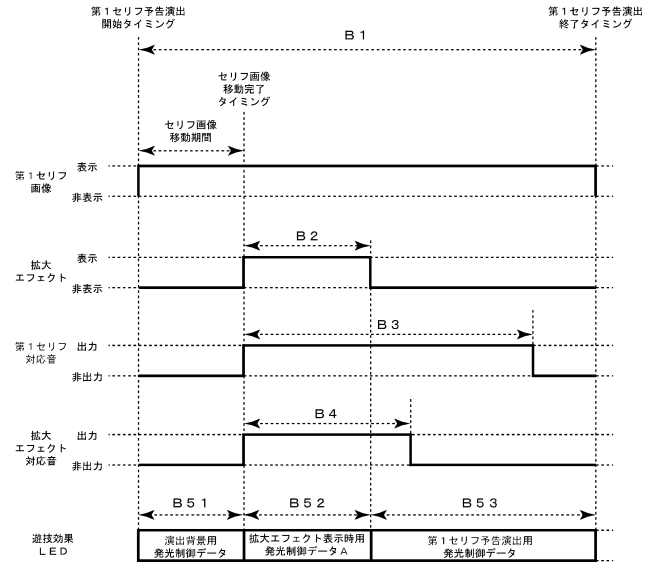 第１セリフ予告演出
開始タイミング
第１セリフ予告演出
終了タイミング
Ｂ１
セリフ画像
移動完了
タイミング
セリフ画像
移動期間
第１セリフ
画像
表示
非表示
Ｂ２
拡大
エフェクト
表示
非表示
Ｂ３
第１セリフ
対応音
出力
非出力
Ｂ４
拡大
エフェクト
対応音
出力
非出力
Ｂ５１
Ｂ５２
Ｂ５３
遊技効果
ＬＥＤ
演出背景用
発光制御データ
拡大エフェクト表示時用
発光制御データＡ
第１セリフ予告演出用
発光制御データ